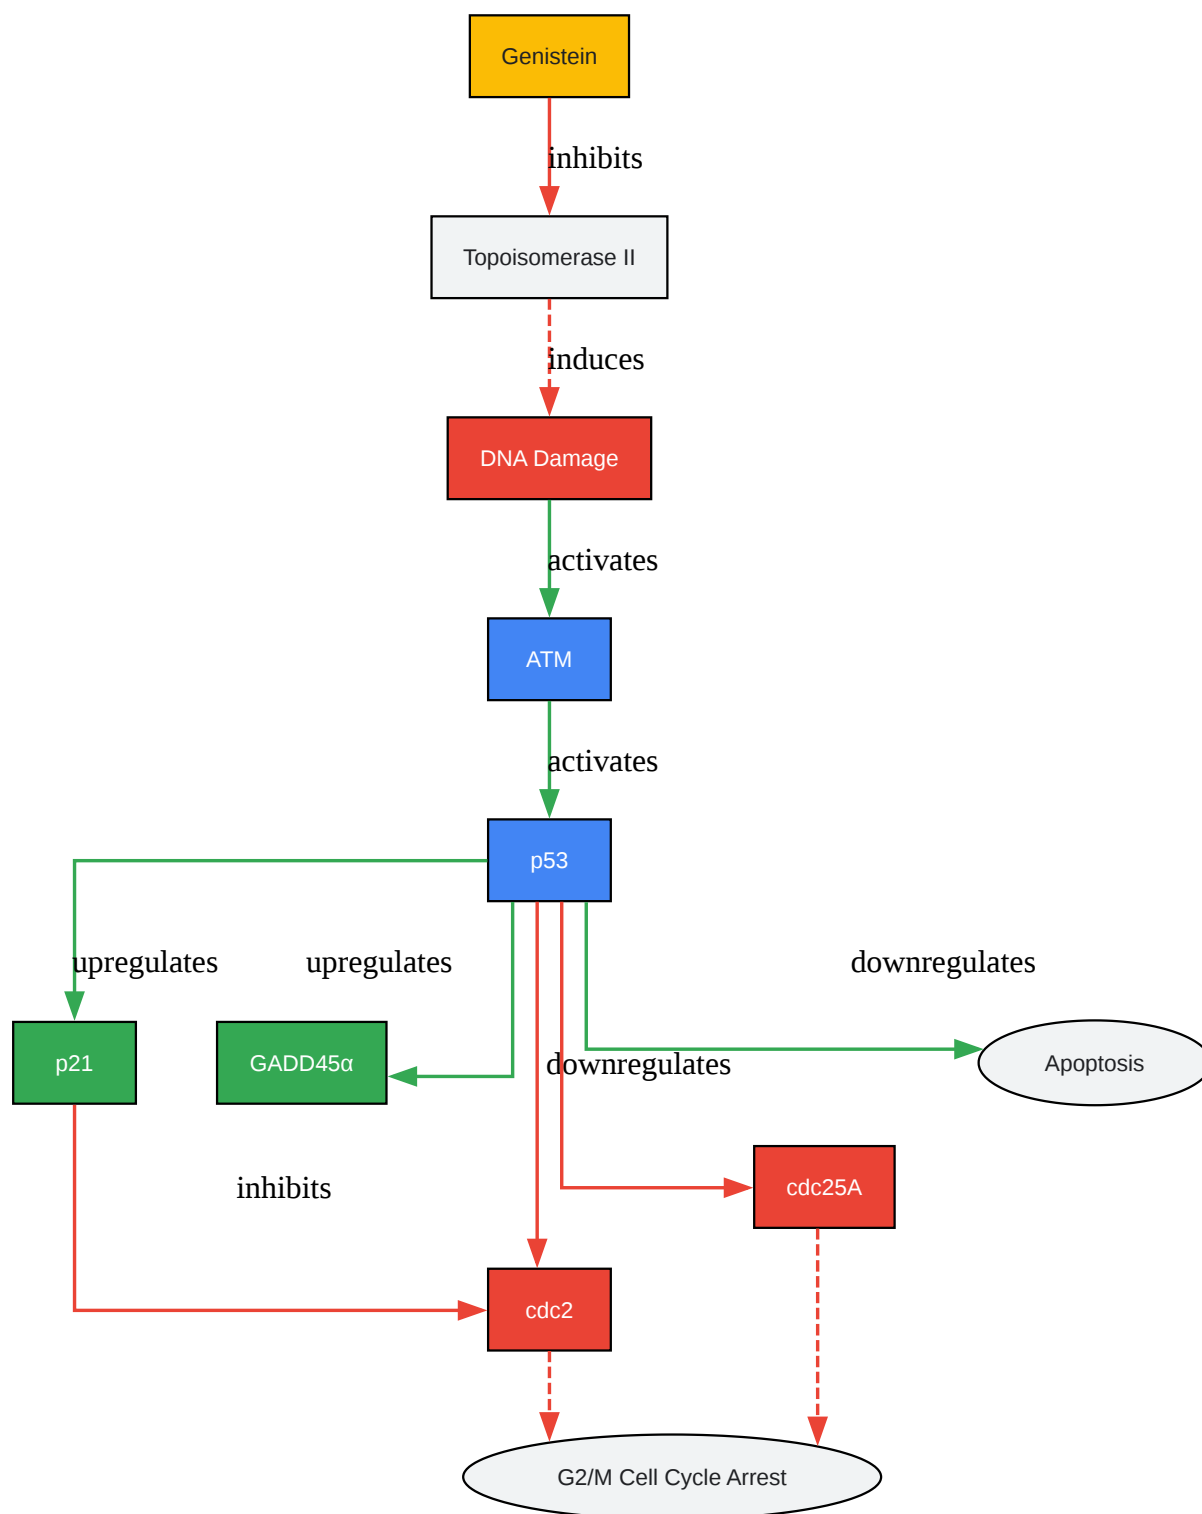 Genistein
inhibits
Topoisomerase II
induces
DNA Damage
activates
ATM
activates
p53
upregulates
upregulates
downregulates
p21
GADD45α
downregulates
Apoptosis
inhibits
cdc25A
cdc2
G2/M Cell Cycle Arrest